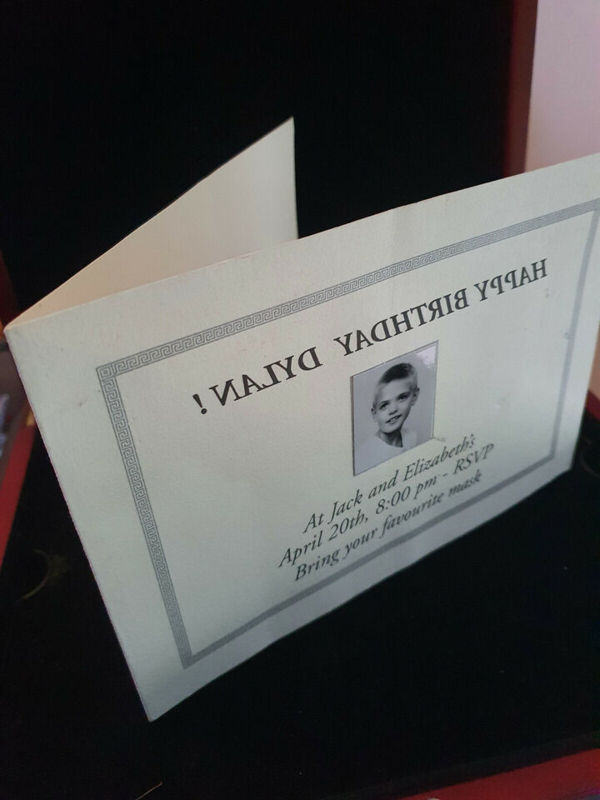 HAPPY BIRTHDAY DYLAN !
At Jack and Elizabeth's
April 20th, 8:00 pm - RSVP
Bring your favourite mask